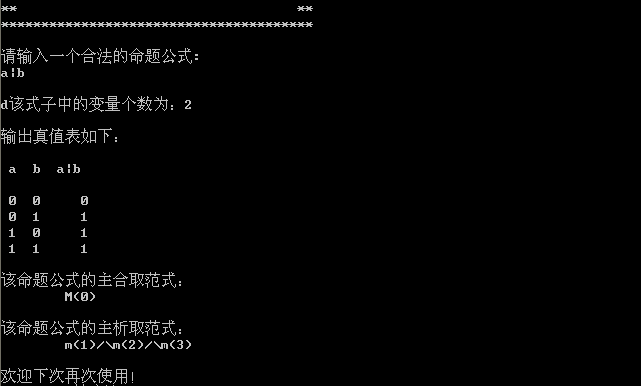 **                                   **
***************************************
请输入一个合法的命题公式:
a|b
d该式子中的变量个数为:2
输出真值表如下:
a  b  a|b
0  0     0
0  1     1
1  0     1
1  1     1
该命题公式的主合取范式:
M(0)
该命题公式的主析取范式:
m(1)/\m(2)/\m(3)
欢迎下次再次使用!